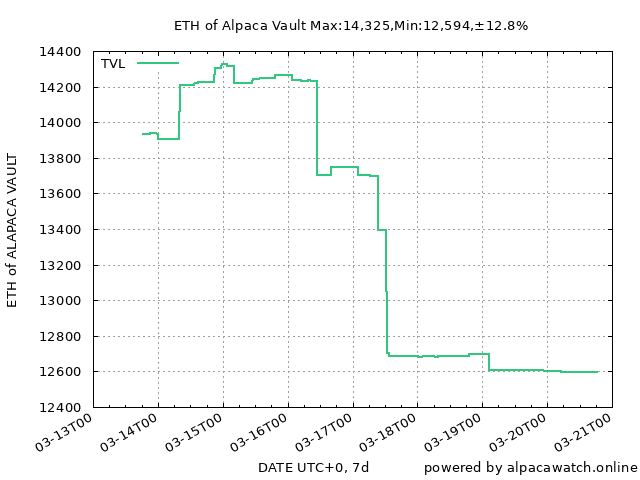 ETH of Alpaca Vault Max:14,325,Min:12,594,±12.8%
TVL
14400
14200
14000
13800
13600
13400
13200
13000
12800
12600
12400
ETH of ALAPACA VAULT
03-13T00
03-14T00
03-15T00
03-16T00
03-17T00
03-18T00
03-19T00
03-20T00
03-21T00
DATE UTC+0, 7d
powered by alpacawatch.online